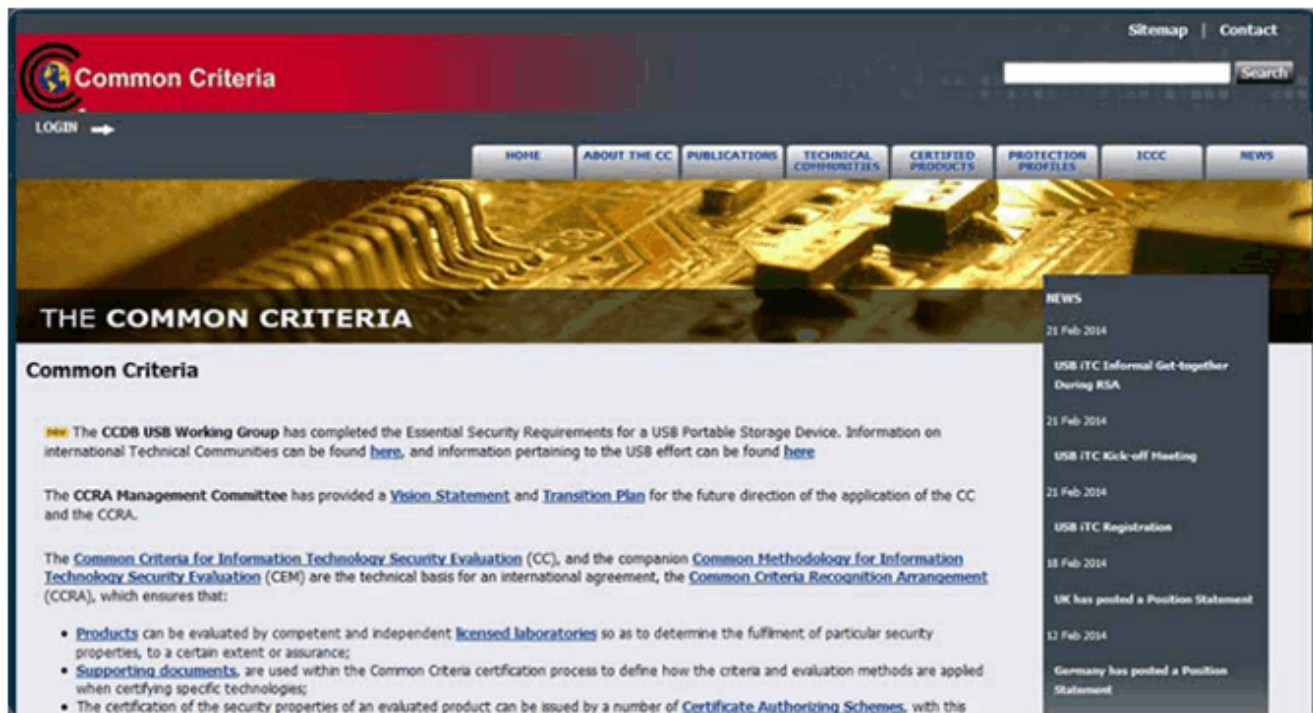 Sitemap | Contact
Common Criteria
Search
LOGIN
HOME
ABOUT THE CC
PUBLICATIONS
TECHNICAL
COMMUNITIES
CERTIFIED
PRODUCTS
PROTECTION
PROFILES
ICCC
NEWS
THE COMMON CRITERIA
Common Criteria
new The CCDB USB Working Group has completed the Essential Security Requirements for a USB Portable Storage Device. Information on
international Technical Communities can be found here, and information pertaining to the USB effort can be found here
The CCRA Management Committee has provided a Vision Statement and Transition Plan for the future direction of the application of the CC
and the CCRA.
The Common Criteria for Information Technology Security Evaluation (CC), and the companion Common Methodology for Information
Technology Security Evaluation (CEM) are the technical basis for an international agreement, the Common Criteria Recognition Arrangement
(CCRA), which ensures that:
• Products can be evaluated by competent and independent licensed laboratories so as to determine the fulfilment of particular security
properties, to a certain extent or assurance;
• Supporting documents, are used within the Common Criteria certification process to define how the criteria and evaluation methods are applied
when certifying specific technologies;
• The certification of the security properties of an evaluated product can be issued by a number of Certificate Authorizing Schemes, with this
NEWS
21 Feb 2014
USB iTC Informal Get-together
During RSA
21 Feb 2014
USB iTC Kick-off Meeting
21 Feb 2014
USB iTC Registration
18 Feb 2014
UK has posted a Position Statement
12 Feb 2014
Germany has posted a Position
Statement